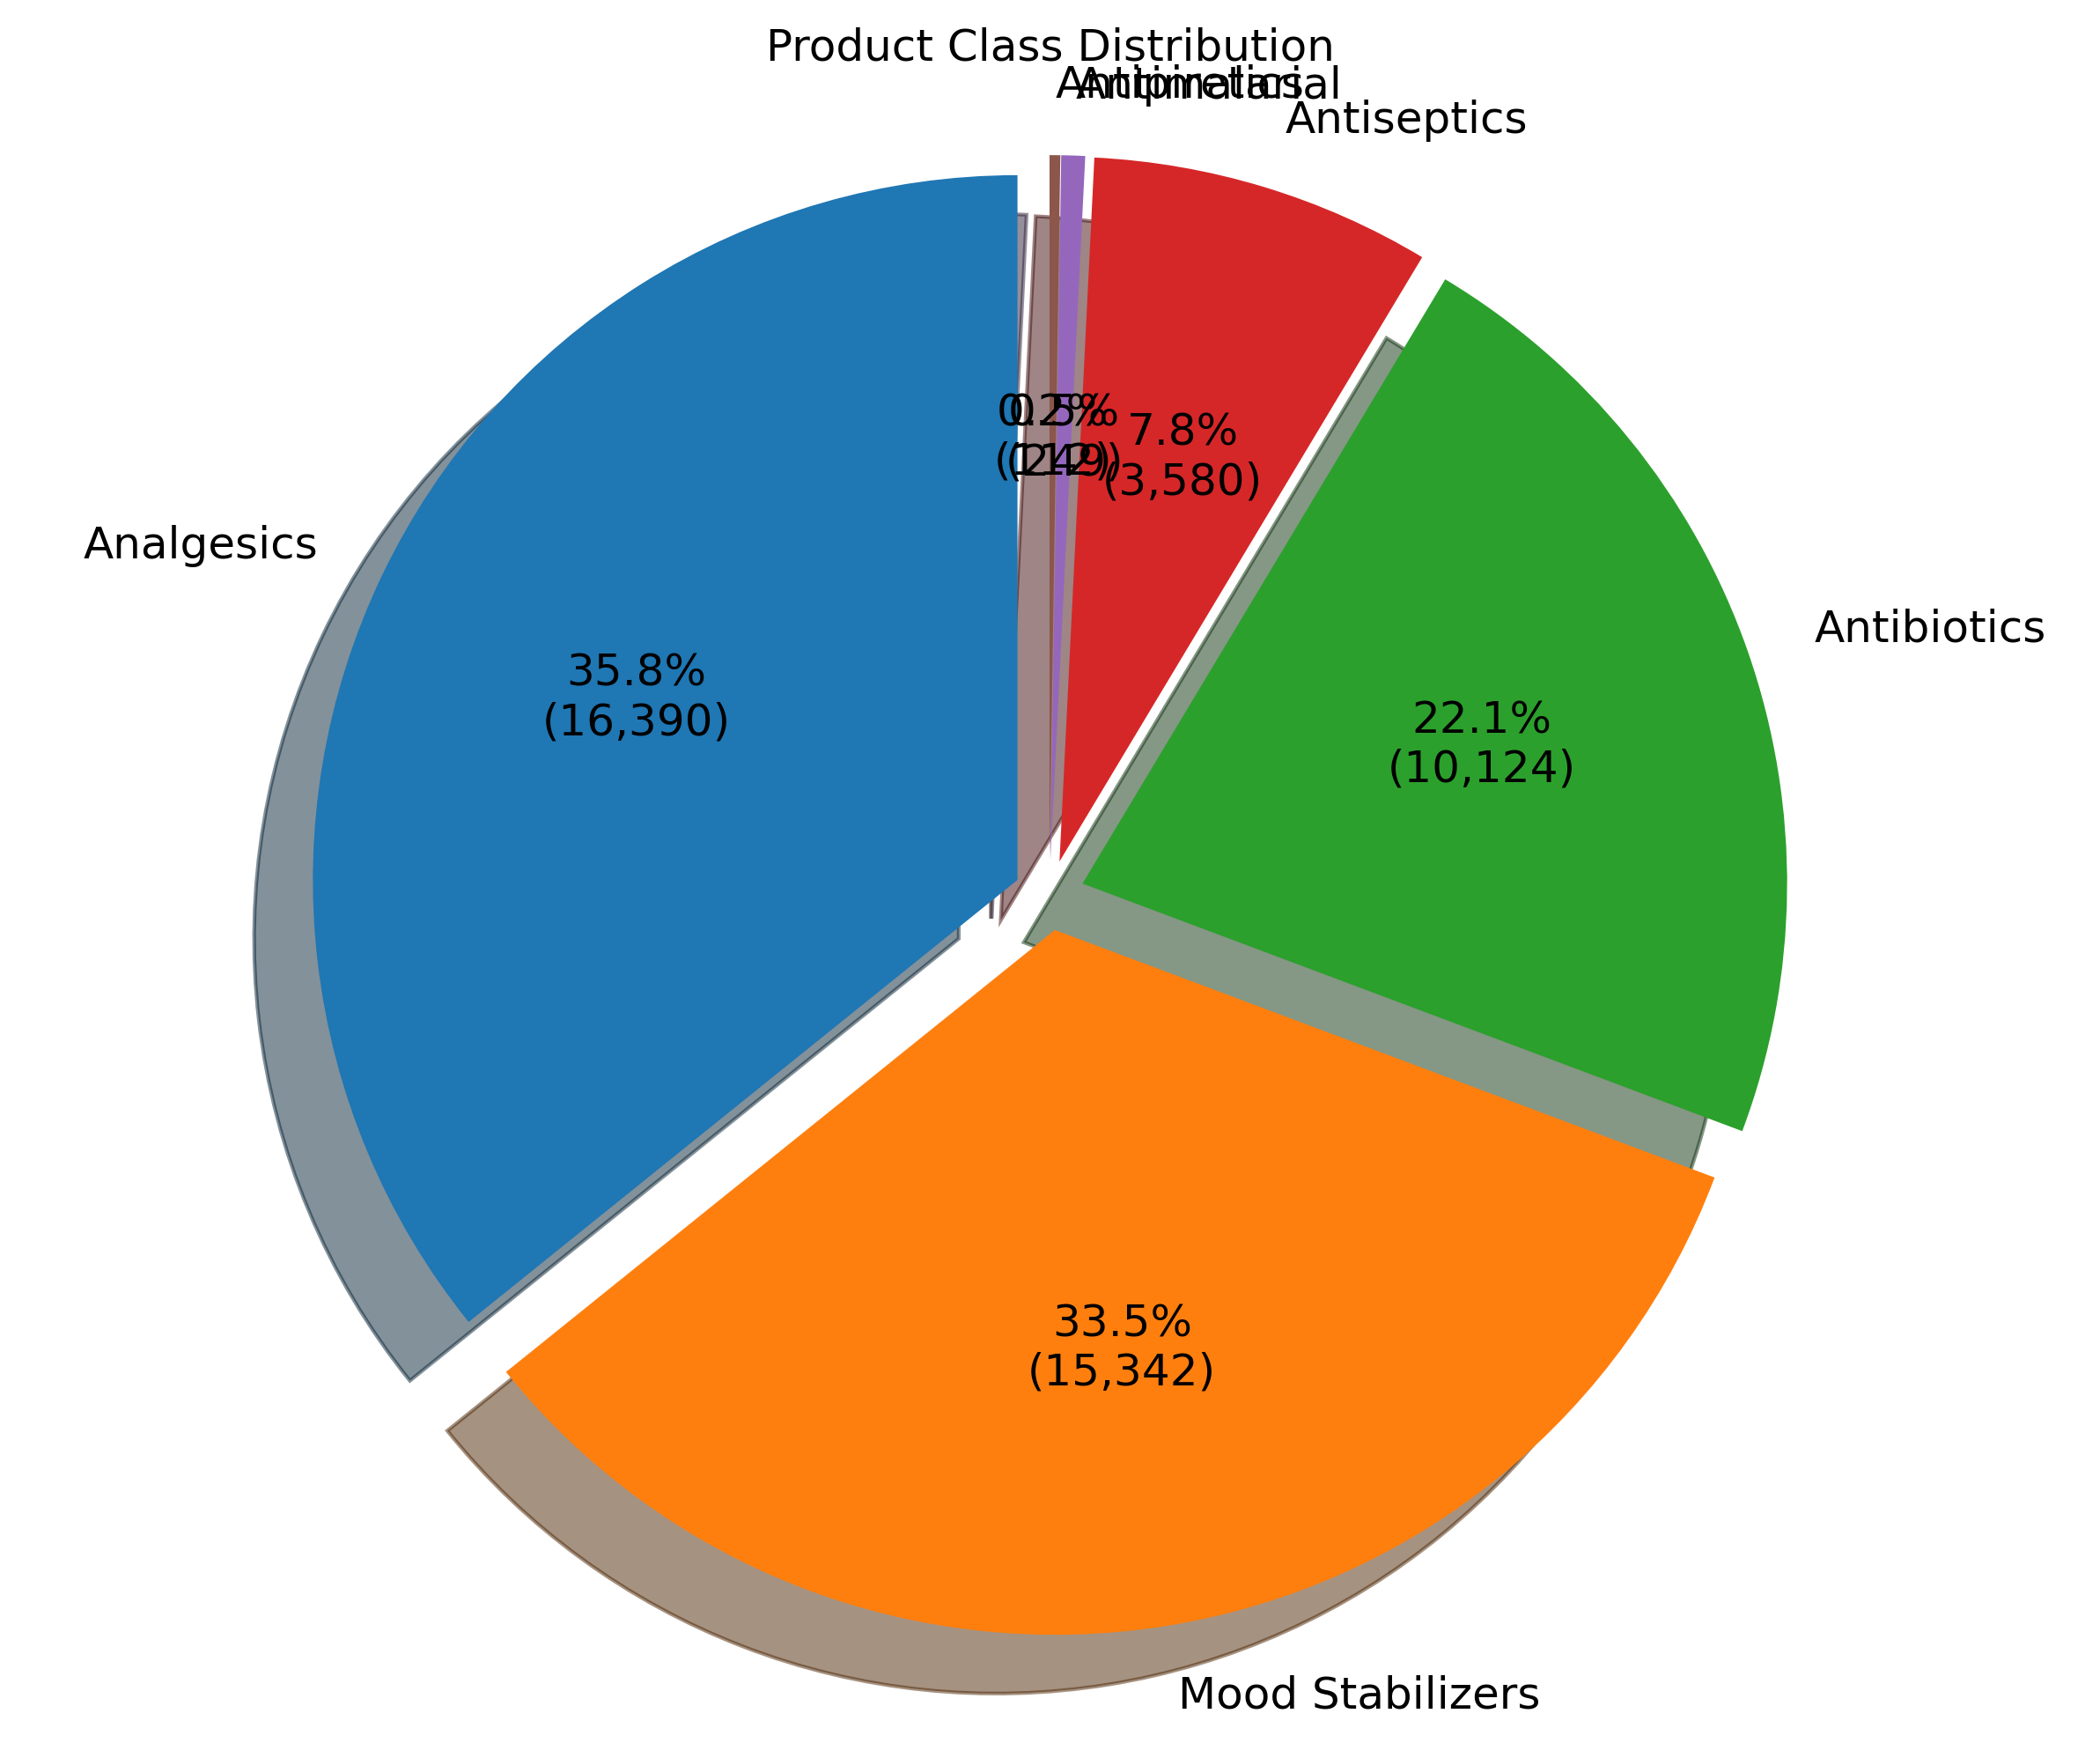 Product Class Distribution
Antimalarial
Antiseptics
7.8%
(3,580)
Analgesics
Antibiotics
35.8%
(16,390)
22.1%
(10,124)
33.5%
(15,342)
Mood Stabilizers